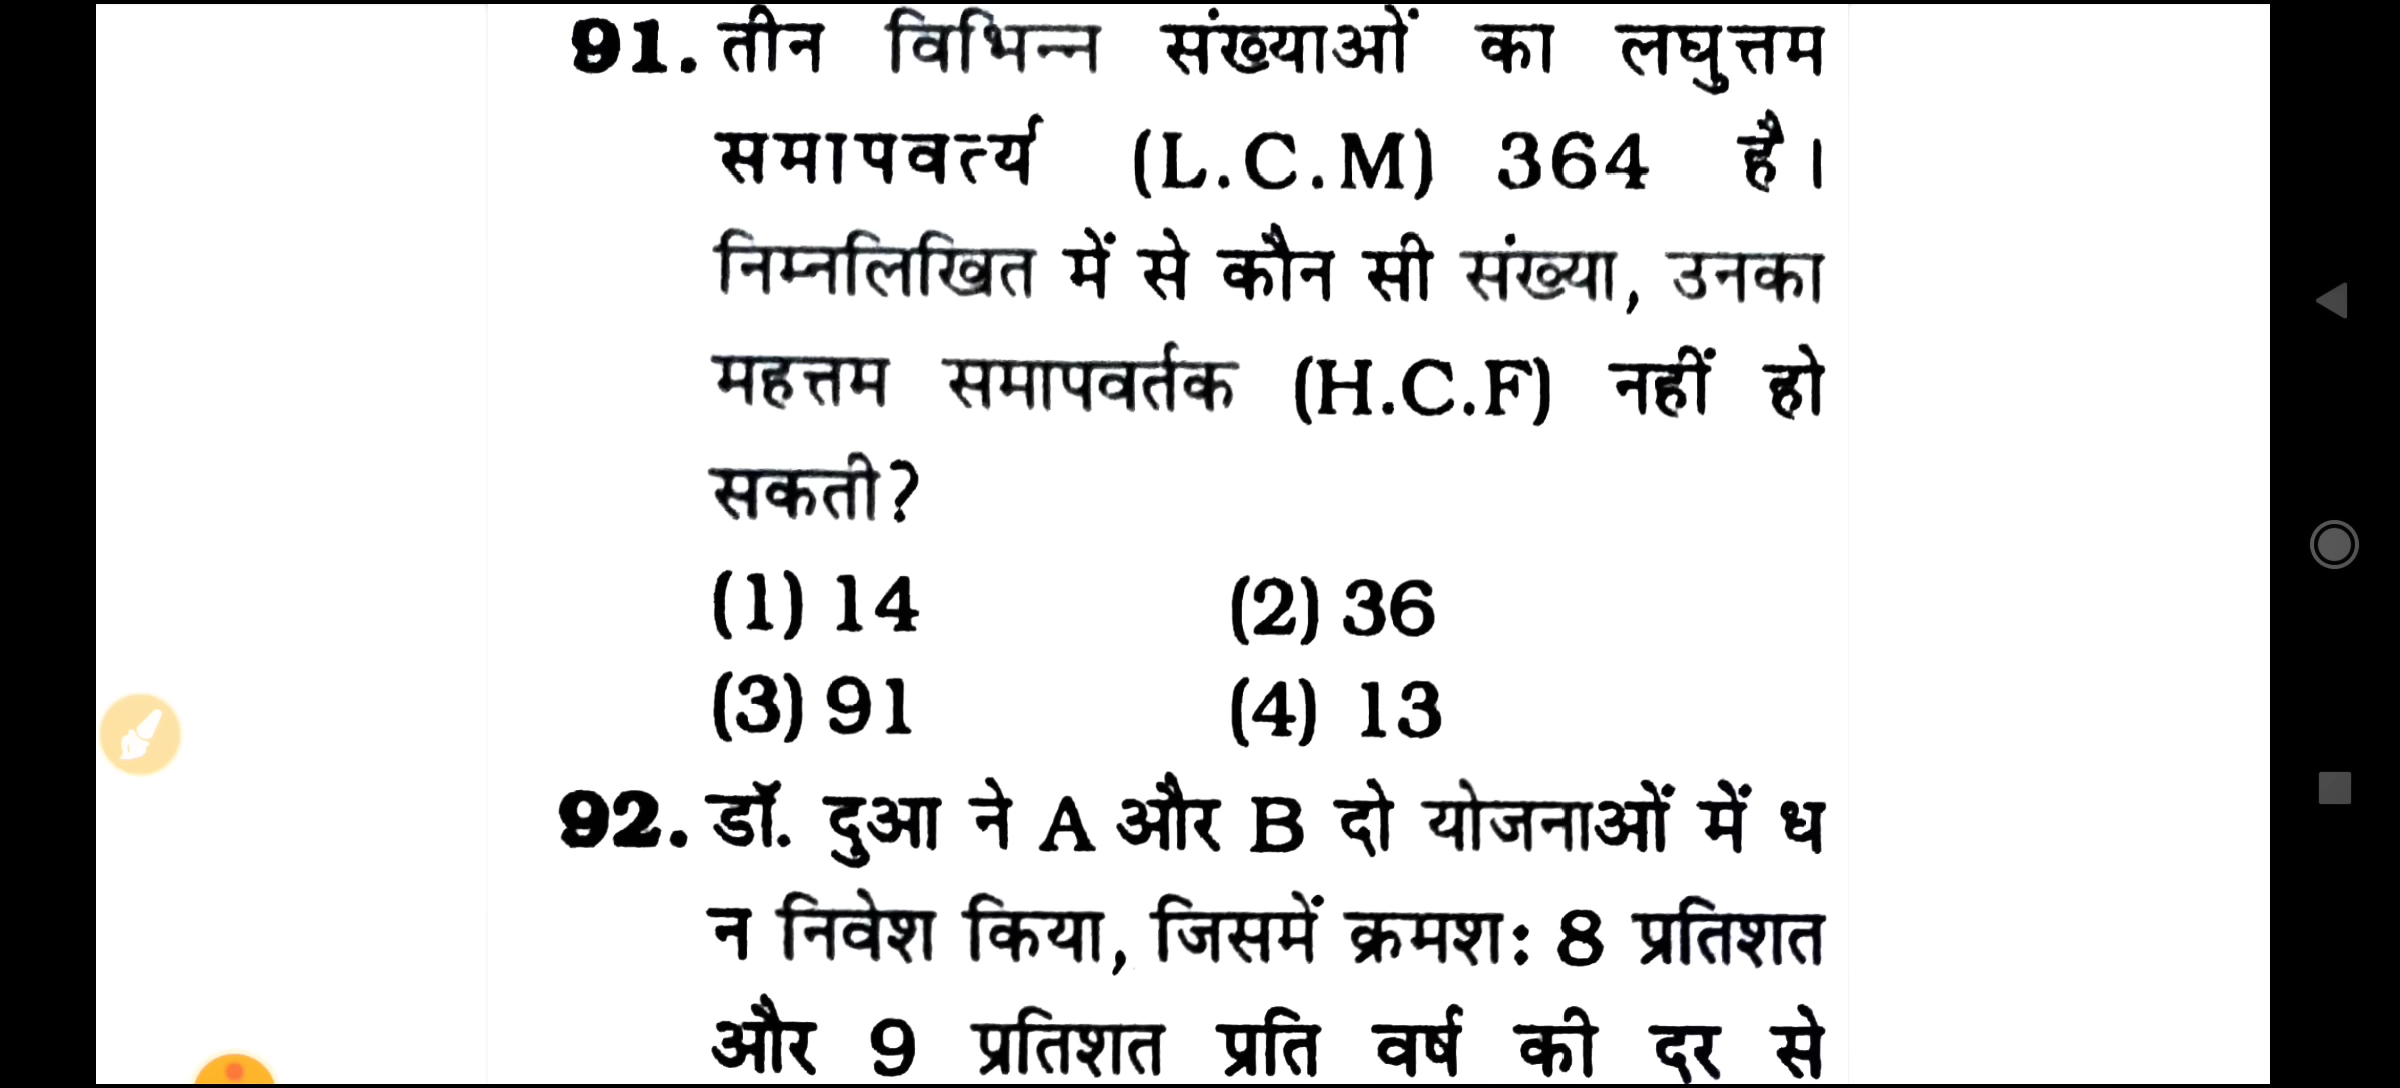 91. तीन विभिन्न संख्याओं का लघुत्तम
समापवर्त्य (L.C.M) 364 है।
निम्नलिखित में से कौन सी संख्या, उनका
महत्तम समापवर्तक (H.C.F) नहीं हो
सकती?
(1) 14 (2) 36
(3) 91 (4) 13
92. डॉ. दुआ ने A और B दो योजनाओं में ध
न निवेश किया, जिसमें क्रमशः 8 प्रतिशत
और 9 प्रतिशत प्रति वर्ष की दर से